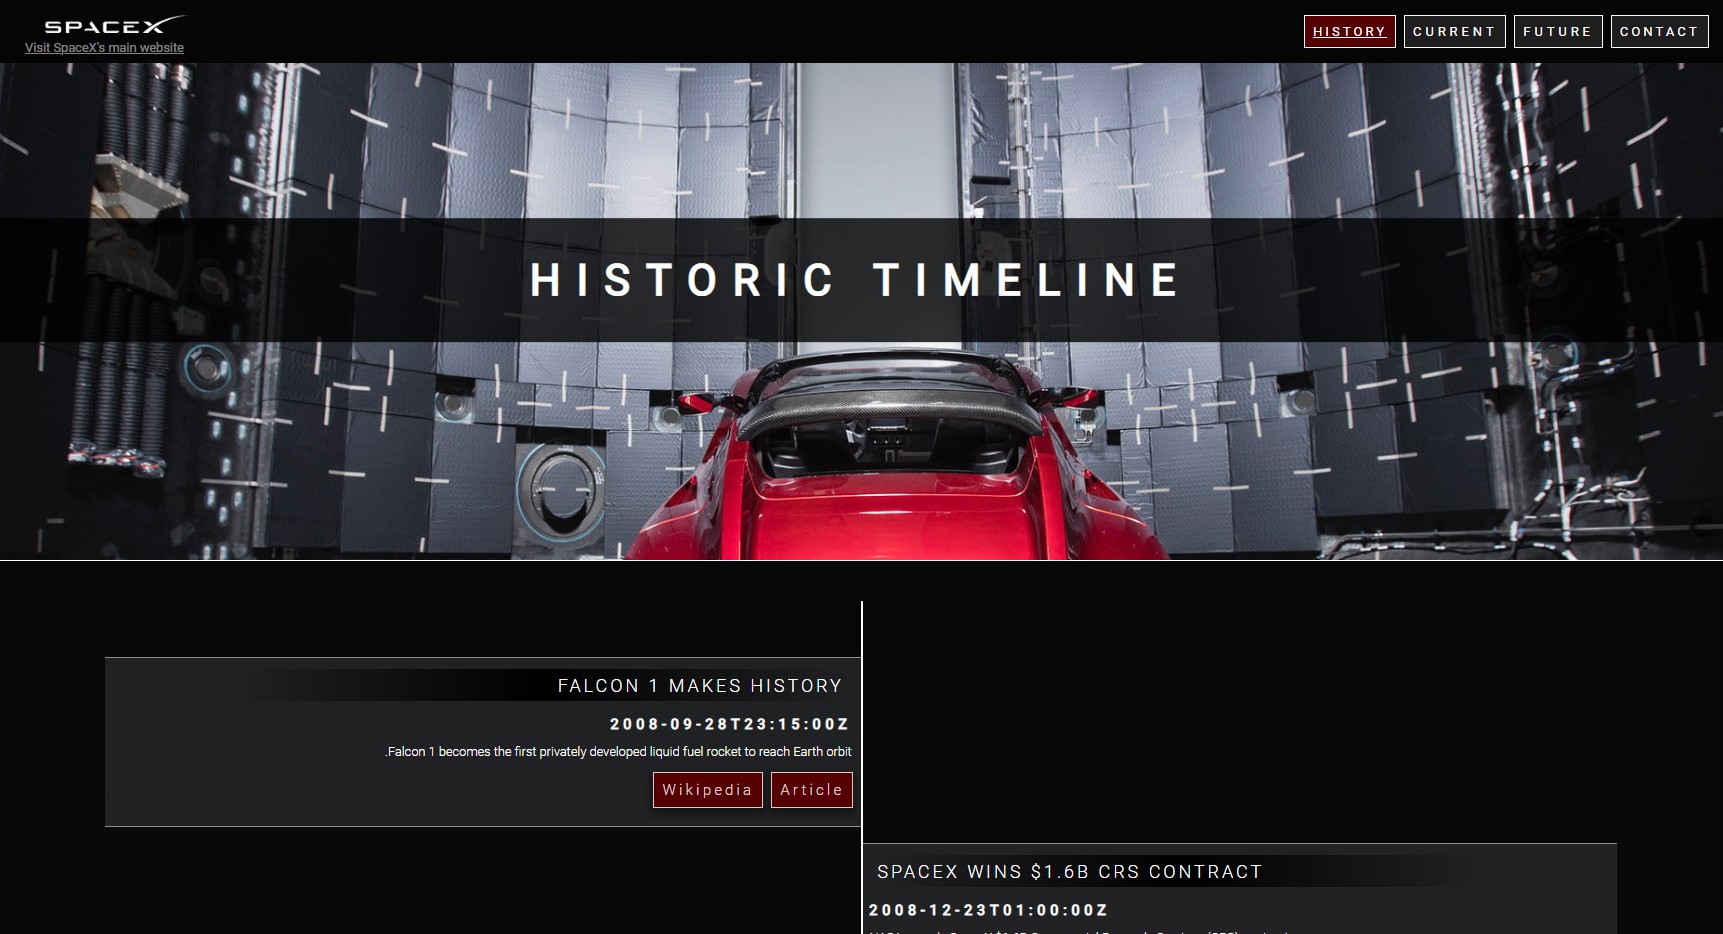 SPACEX
Visit SpaceX's main website
HISTORY
CURRENT
FUTURE
CONTACT
HISTORIC TIMELINE
FALCON 1 MAKES HISTORY
2008-09-28T23:15:00Z
.Falcon 1 becomes the first privately developed liquid fuel rocket to reach Earth orbit
Wikipedia
Article
SPACEX WINS $1.6B CRS CONTRACT
2008-12-23T01:00:00Z